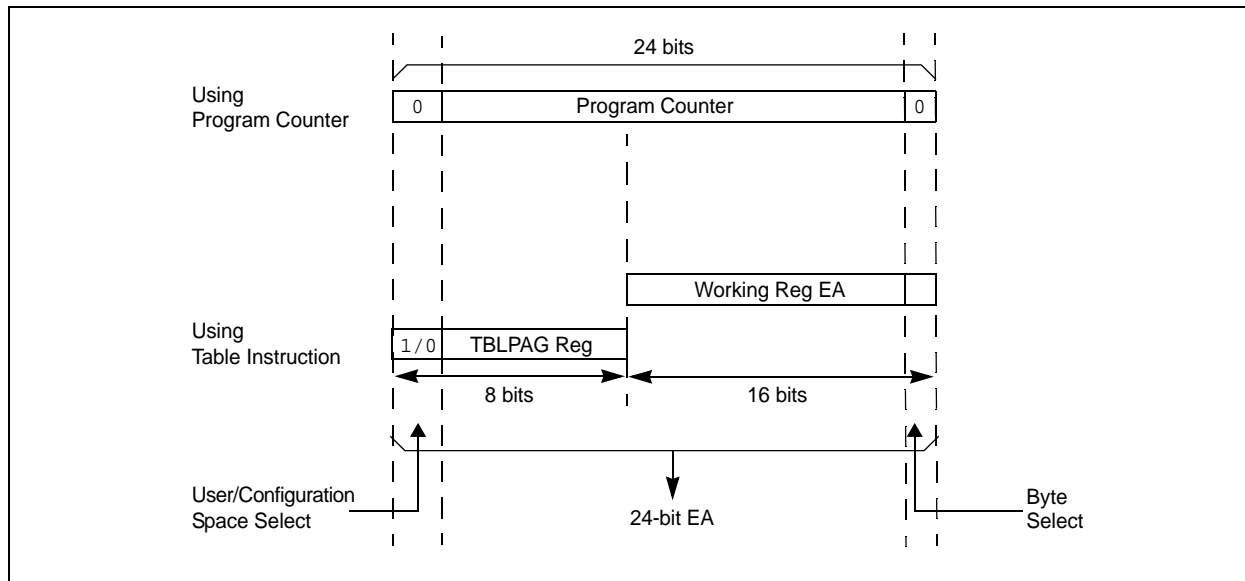 24 bits
Using
Program Counter
0
Program Counter
0
Working Reg EA
Using
Table Instruction
1/0
TBLPAG Reg
8 bits
16 bits
User/Configuration
Space Select
24-bit EA
Byte
Select